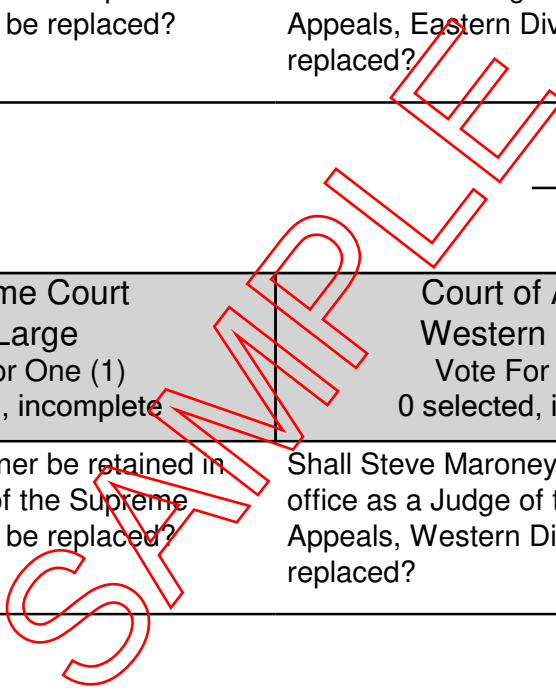 be replaced?
Appeals, Eastern Div
replaced?
me Court
Large
or One (1)
, incomplete
Court of A
Western
Vote For
0 selected, i
ner be retained in
of the Supreme
be replaced?
Shall Steve Maroney
office as a Judge of t
Appeals, Western Di
replaced?
SAMPLE